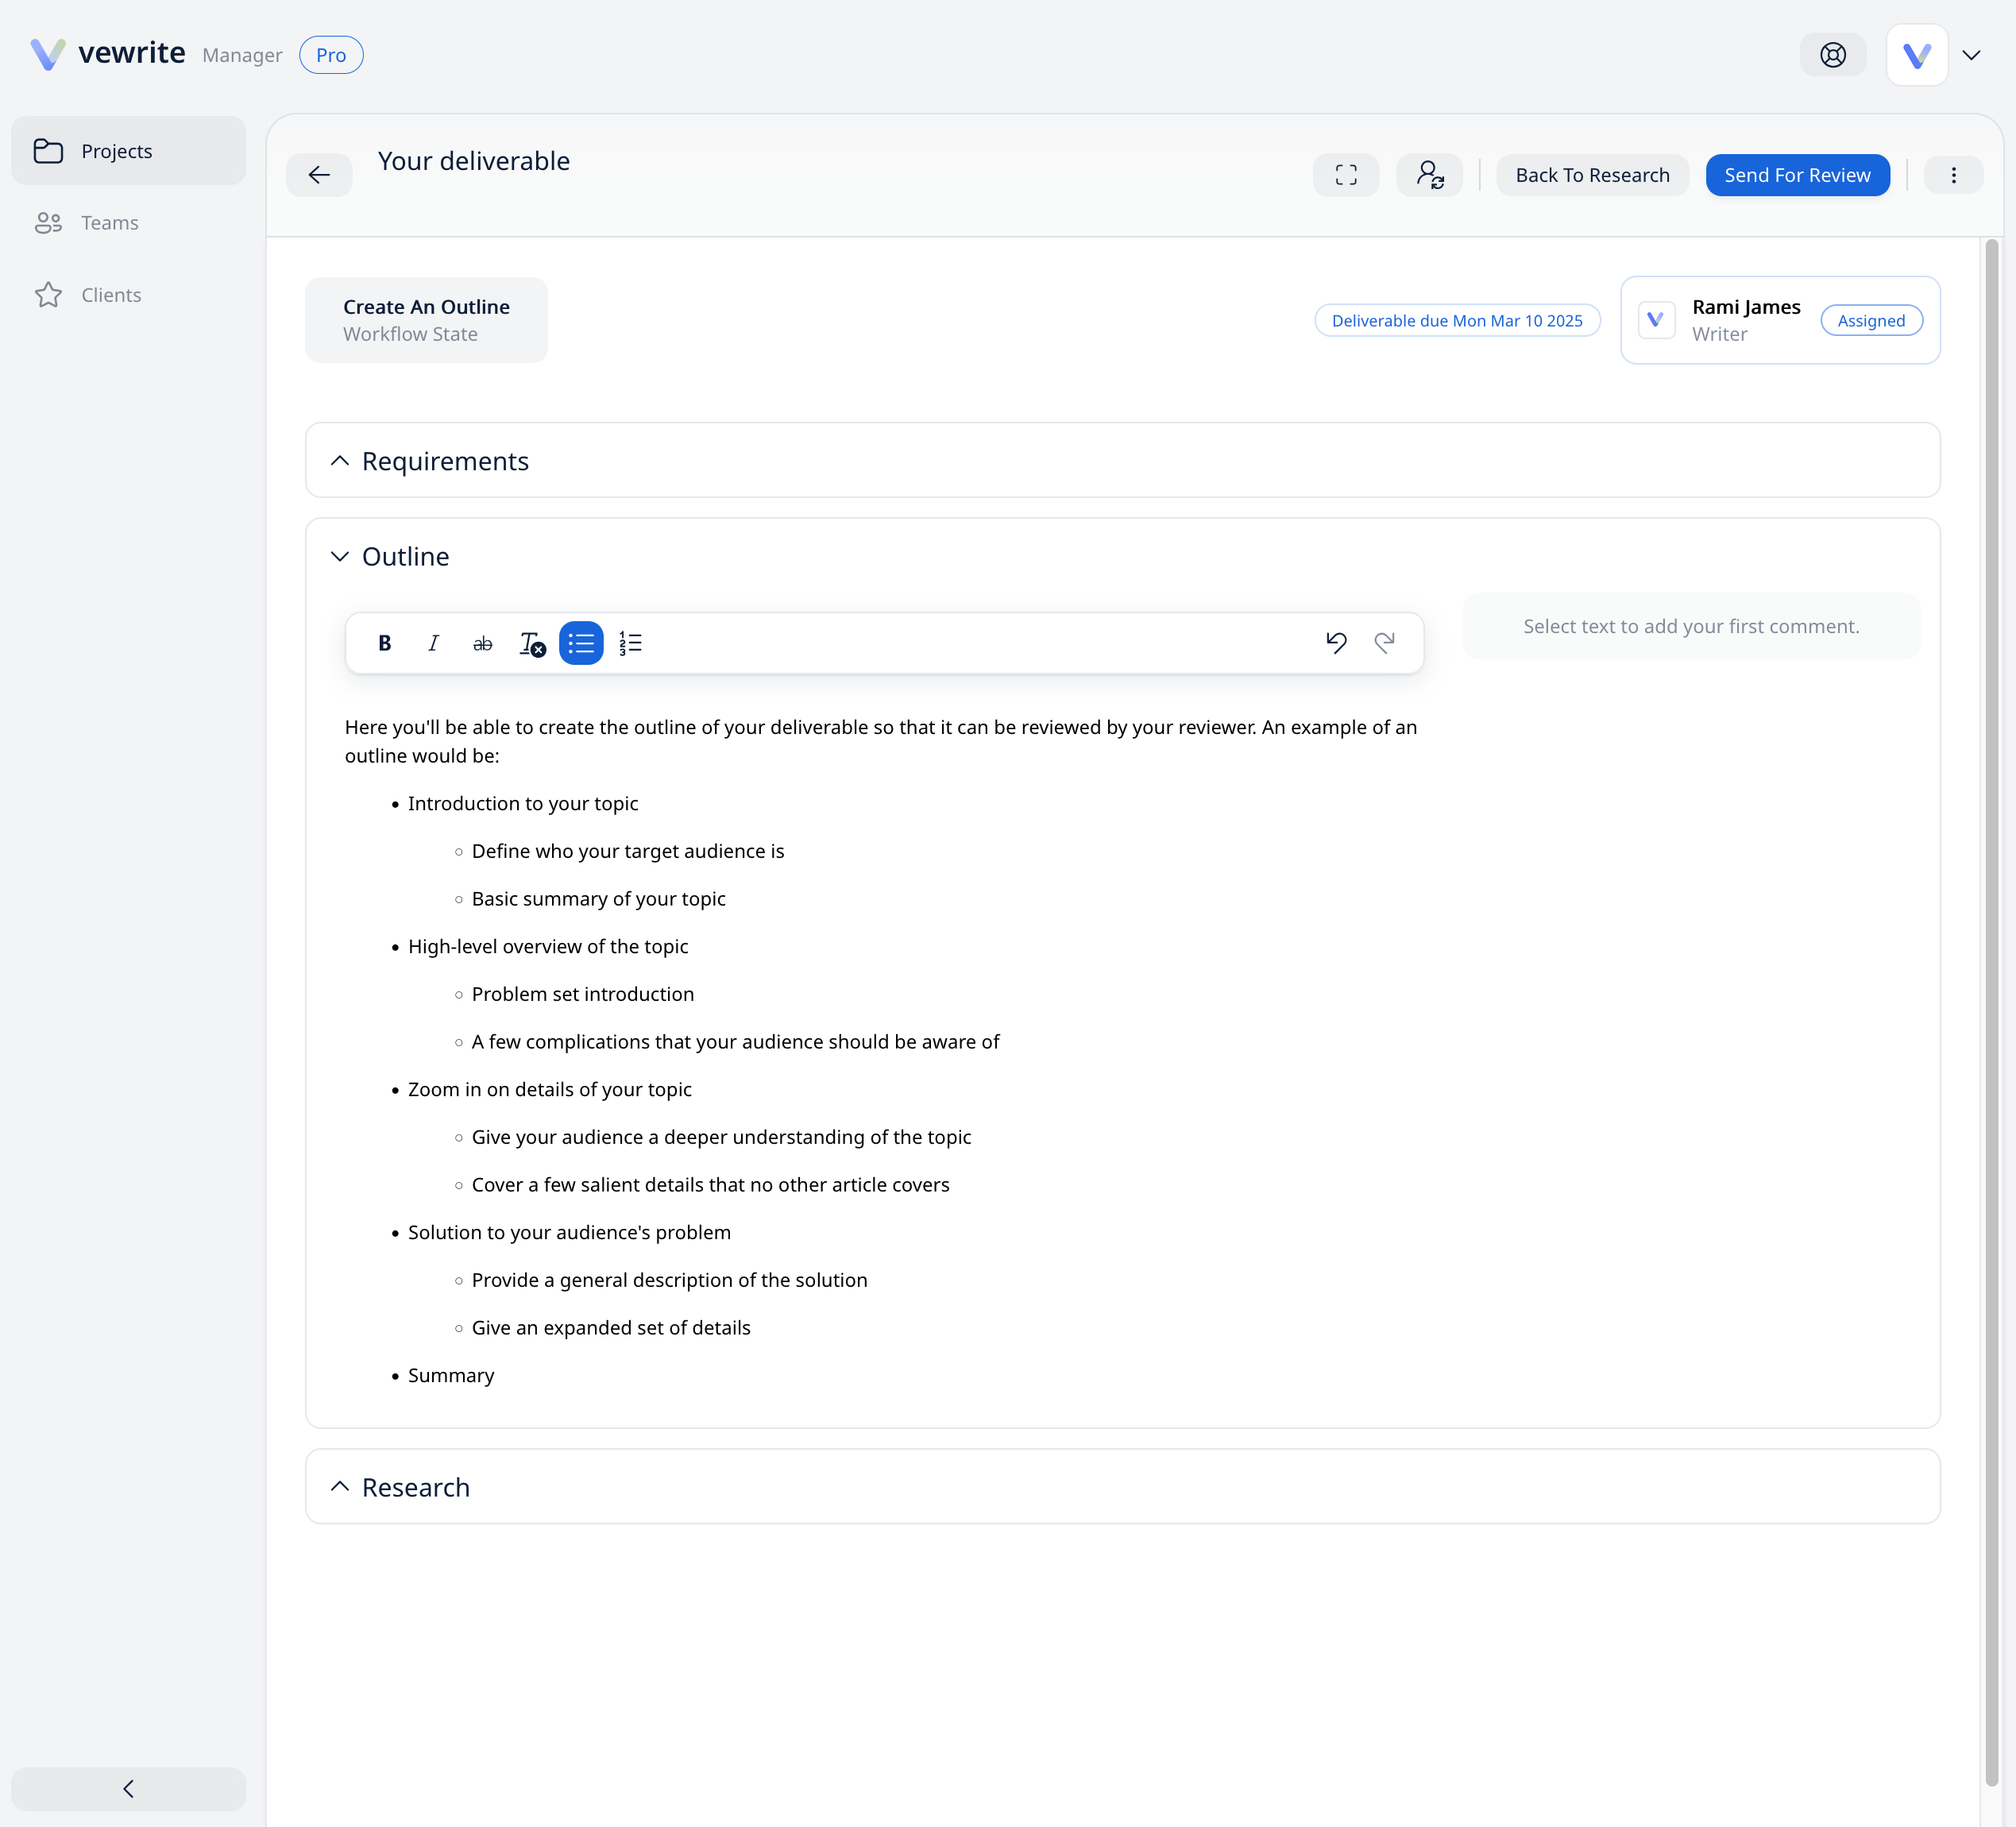 vewrite Manager Pro
Projects
Teams
Clients
Your deliverable
Back To Research
Send For Review
Create An Outline
Workflow State
Deliverable due Mon Mar 10 2025
Rami James
Writer
Assigned
Requirements
Outline
B I ab T 1 2 3
Select text to add your first comment.
Here you'll be able to create the outline of your deliverable so that it can be reviewed by your reviewer. An example of an
outline would be:
• Introduction to your topic
◦ Define who your target audience is
◦ Basic summary of your topic
• High-level overview of the topic
◦ Problem set introduction
◦ A few complications that your audience should be aware of
• Zoom in on details of your topic
◦ Give your audience a deeper understanding of the topic
◦ Cover a few salient details that no other article covers
• Solution to your audience's problem
◦ Provide a general description of the solution
◦ Give an expanded set of details
• Summary
Research